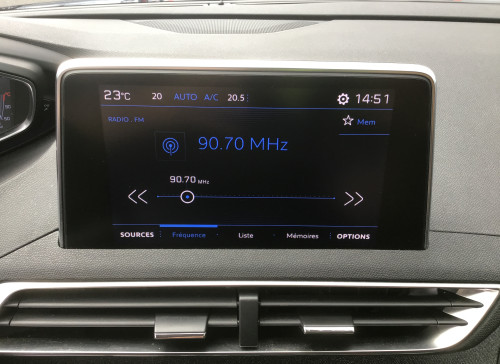 23°C 20 AUTO A/C 20.5 14:51
RADIO . FM
Mem
90.70 MHz
90.70 MHz
SOURCES Fréquence Liste Mémoires OPTIONS